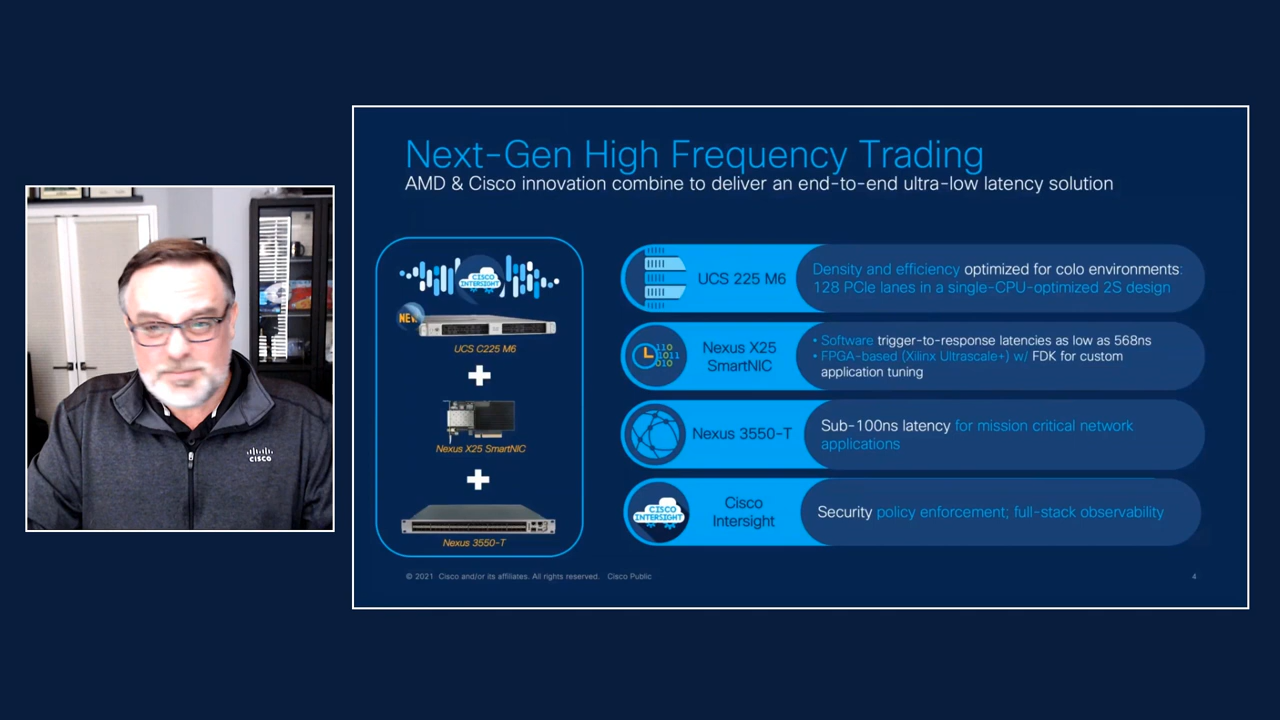 Next-Gen High Frequency Trading
AMD & Cisco innovation combine to deliver an end-to-end ultra-low latency solution
CISCO
INTERSIGHT
NEW
UCS C225 M6
Nexus X25 SmartNIC
Nexus 3550-T
UCS 225 M6
Density and efficiency optimized for colo environments:
128 PCIe lanes in a single-CPU-optimized 2S design
110
1011
010
Nexus X25
SmartNIC
• Software trigger-to-response latencies as low as 568ns
• FPGA-based (Xilinx Ultrascale+) w/ FDK for custom
application tuning
Nexus 3550-T
Sub-100ns latency for mission critical network
applications
CISCO
INTERSIGHT
Cisco
Intersight
Security policy enforcement; full-stack observability
© 2021 Cisco and/or its affiliates. All rights reserved. Cisco Public
4
CISCO